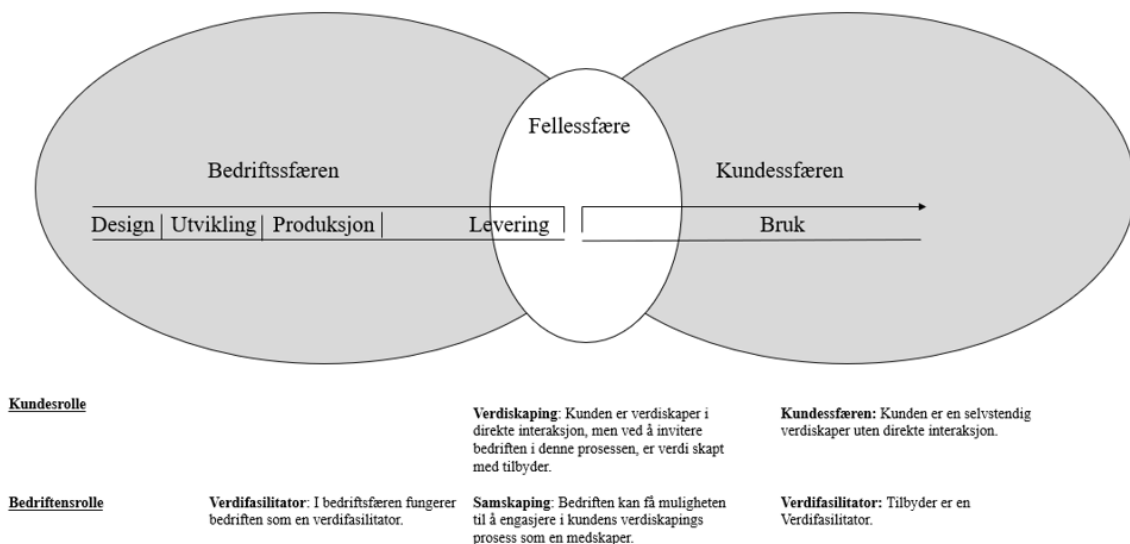 Fellessfære
Bedriftssfæren
Kundessfæren
Design Utvikling Produksjon Levering Bruk
Kundesrolle
Verdiskaping: Kunden er verdiskaper i
direkte interaksjon, men ved å invitere
bedriften i denne prosessen, er verdi skapt
med tilbyder.
Kundessfæren: Kunden er en selvstendig
verdiskaper uten direkte interaksjon.
Bedriftensrolle
Verdifasilitator: I bedriftsfæren fungerer
bedriften som en verdifasilitator.
Samskaping: Bedriften kan få muligheten
til å engasjere i kundens verdiskapings
prosess som en medskaper.
Verdifasilitator: Tilbyder er en
Verdifasilitator.